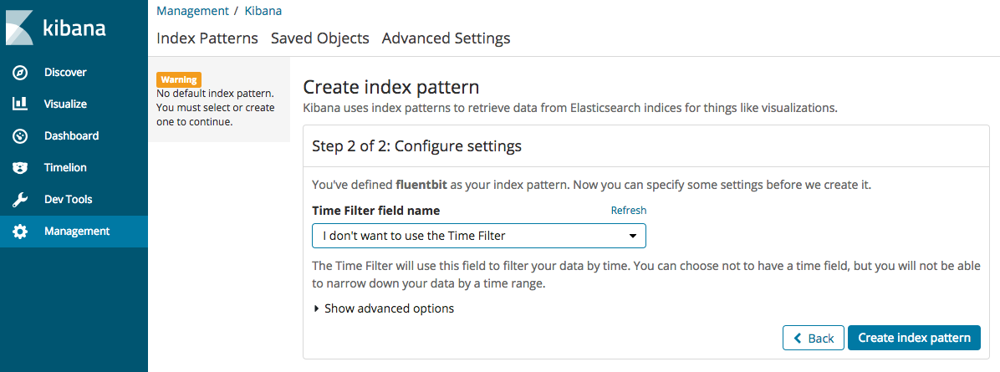 kibana
Discover
Visualize
Dashboard
Timelion
Dev Tools
Management
Management / Kibana
Index Patterns Saved Objects Advanced Settings
Warning
No default index pattern.
You must select or create
one to continue.
Create index pattern
Kibana uses index patterns to retrieve data from Elasticsearch indices for things like visualizations.
Step 2 of 2: Configure settings
You've defined fluentbit as your index pattern. Now you can specify some settings before we create it.
Time Filter field name Refresh
I don't want to use the Time Filter
The Time Filter will use this field to filter your data by time. You can choose not to have a time field, but you will not be able
to narrow down your data by a time range.
Show advanced options
Back Create index pattern